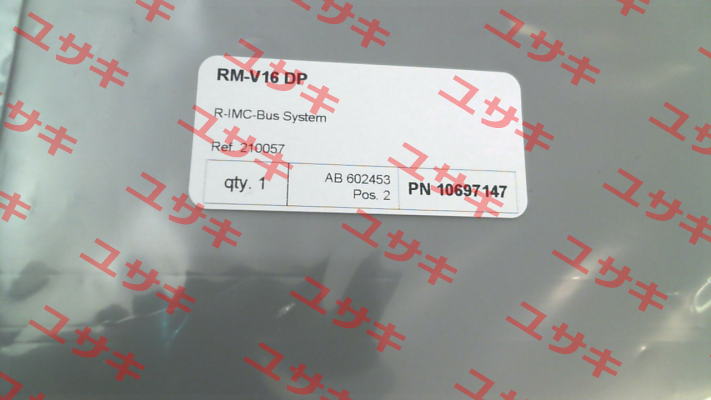 RM-V16 DP
R-IMC-Bus System
Ref. 210057
qty. 1
AB 602453
Pos. 2
PN 10697147
ユサキ